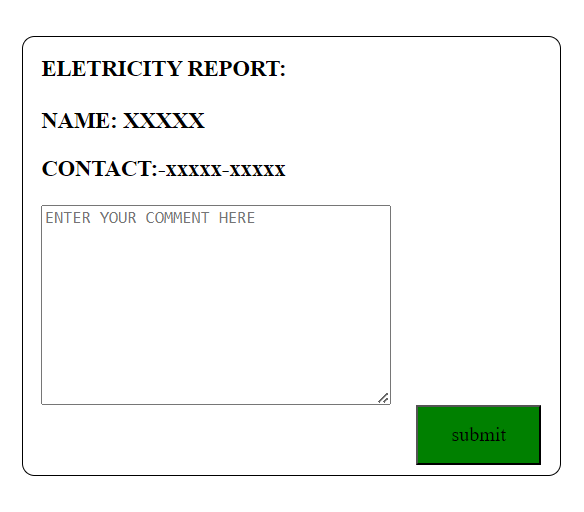 ELETRICITY REPORT:
NAME: XXXXX
CONTACT:-xxxxx-xxxxx
ENTER YOUR COMMENT HERE
submit